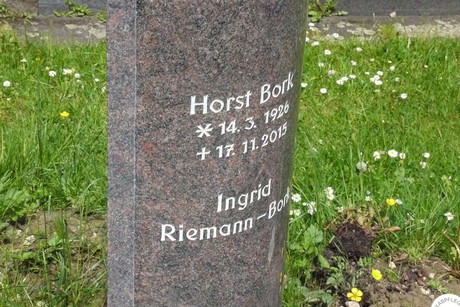 Horst Bork
* 14. 3. 1926
+ 17. 11. 2015
Ingrid
Riemann-Bork